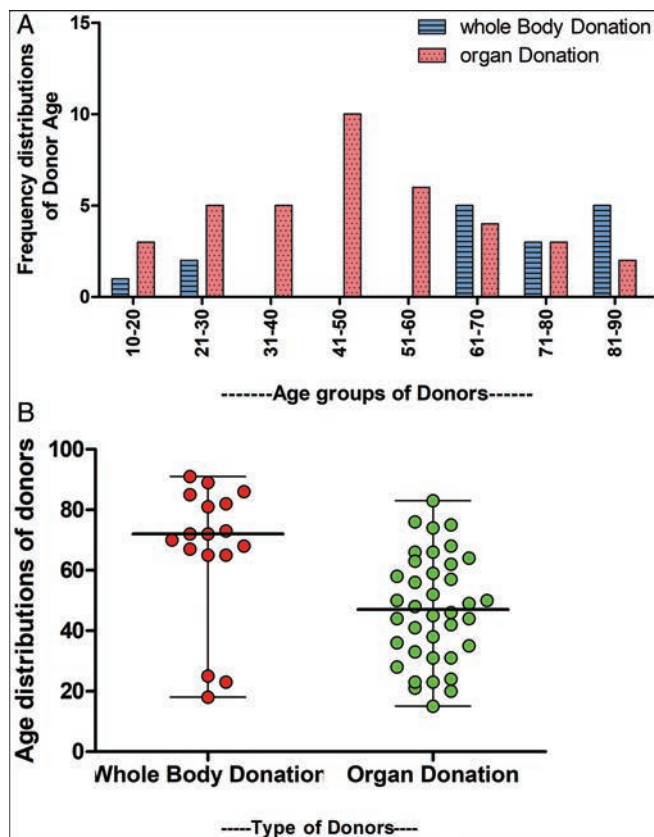 A
15
10
5
0
Frequency distributions
of Donor Age
whole Body Donation
organ Donation
10-20
21-30
31-40
41-50
51-60
61-70
71-80
81-90
-------Age groups of Donors------
B
100
80
60
40
20
0
Age distributions of donors
Whole Body Donation
Organ Donation
-----Type of Donors----